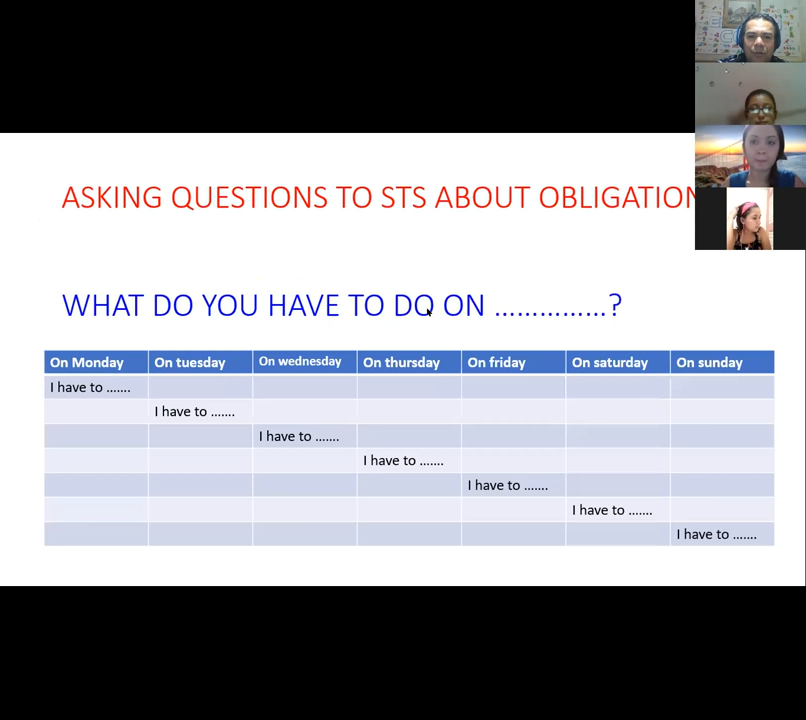 ASKING QUESTIONS TO STS ABOUT OBLIGATION
WHAT DO YOU HAVE TO DO ON ...............?
On Monday On tuesday On wednesday On thursday On friday On saturday On sunday
I have to .......
I have to .......
I have to .......
I have to .......
I have to .......
I have to .......
I have to .......